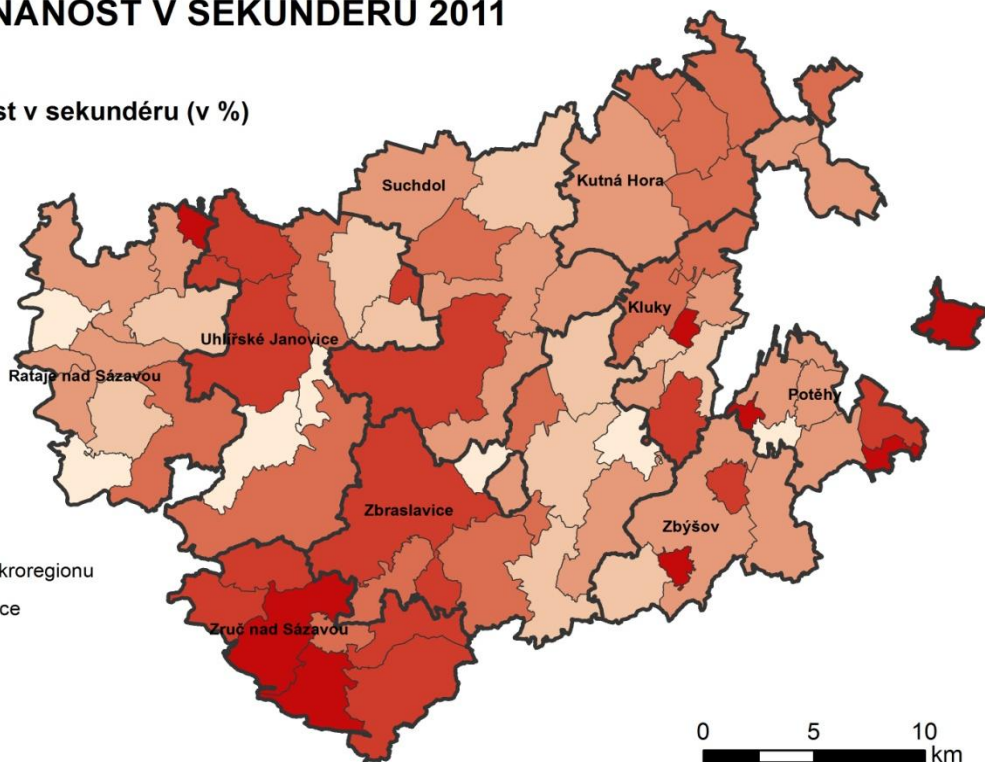 NANOST V SEKUNDÉRU 2011
st v sekundéru (v %)
Suchdol
Kutná Hora
Kluky
Uhlířské Janovice
Rataje nad Sázavou
Potěhy
Zbraslavice
Zbýšov
kroregionu
ce
Zruč nad Sázavou
0 5 10
km